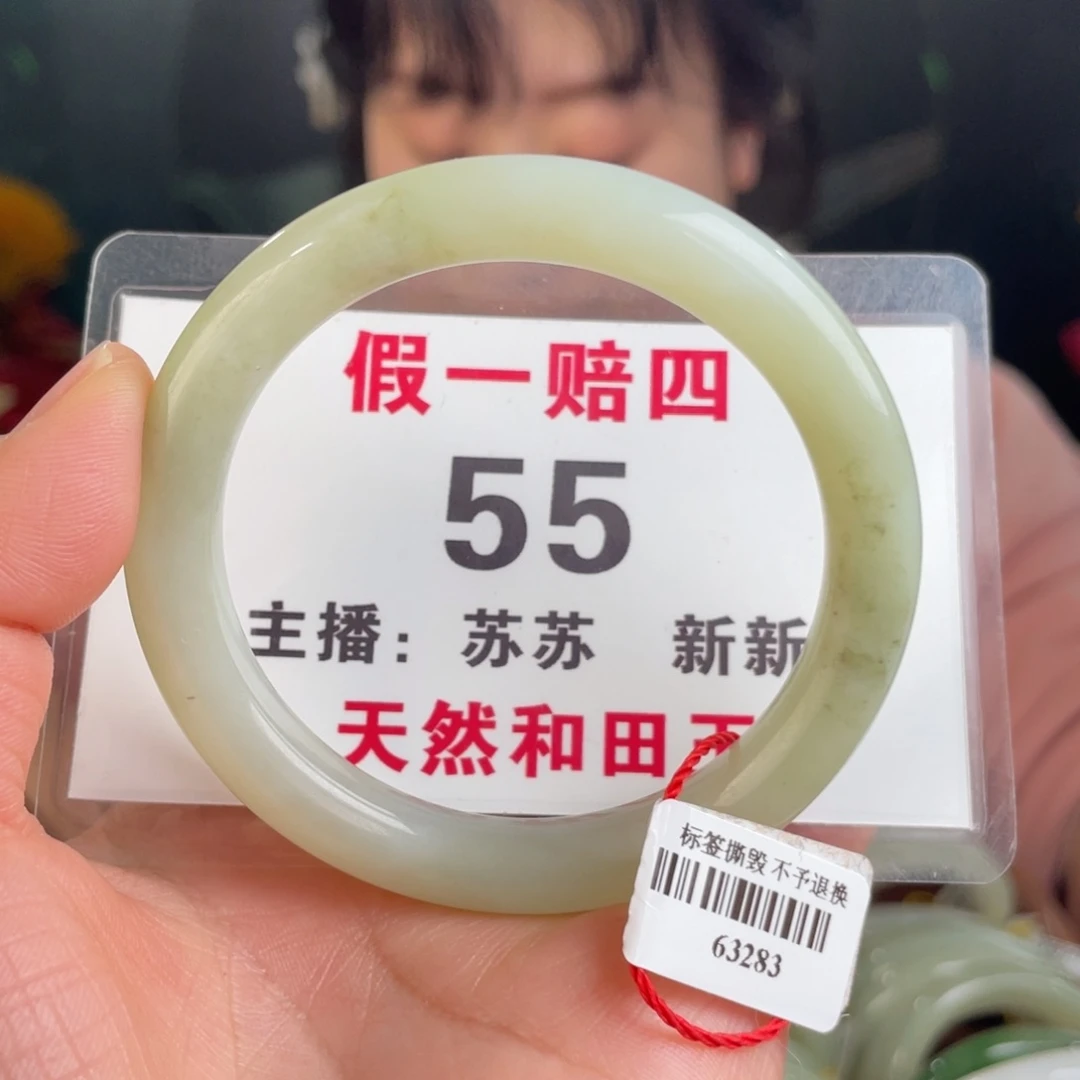 假一赔四
55
主播：苏苏 新新
天然和田
标签撕毁 不予退换
63283